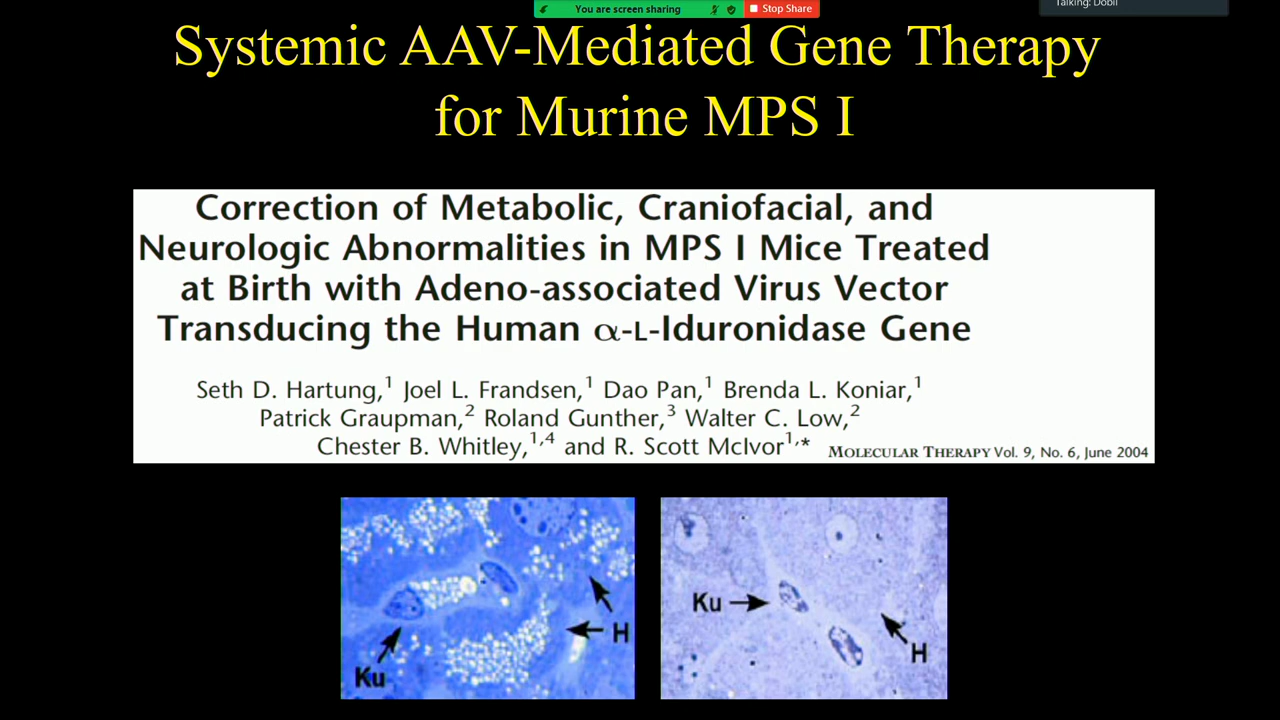 You are screen sharing
Stop Share
Talking: Dobil
Systemic AAV-Mediated Gene Therapy
for Murine MPS I
Correction of Metabolic, Craniofacial, and
Neurologic Abnormalities in MPS I Mice Treated
at Birth with Adeno-associated Virus Vector
Transducing the Human α-L-Iduronidase Gene
Seth D. Hartung,¹ Joel L. Frandsen,¹ Dao Pan,¹ Brenda L. Koniar,¹
Patrick Graupman,² Roland Gunther,³ Walter C. Low,²
Chester B. Whitley,¹,⁴ and R. Scott McIvor¹,*
MOLECULAR THERAPY Vol. 9, No. 6, June 2004
H
Ku
Ku
H